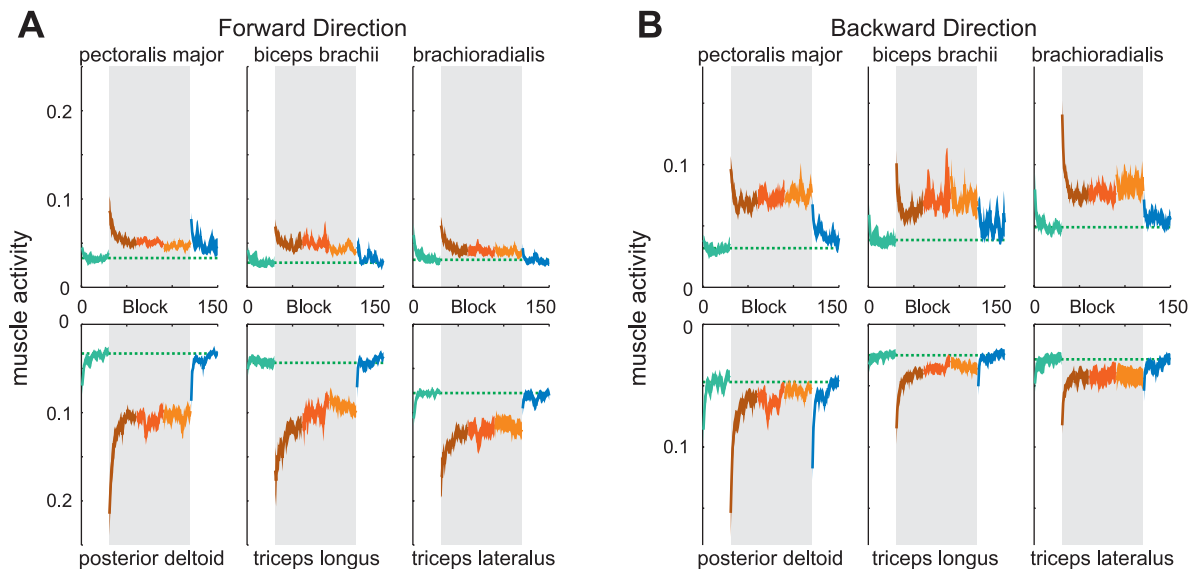 A
Forward Direction
pectoralis major
biceps brachii
brachioradialis
0.2
0.1
0
muscle activity
0
Block
150
0
Block
150
0
Block
150
0
0.1
0.2
posterior deltoid
triceps longus
triceps lateralus
B
Backward Direction
pectoralis major
biceps brachii
brachioradialis
0.1
0
muscle activity
0
Block
150
0
Block
150
0
Block
150
0
0.1
posterior deltoid
triceps longus
triceps lateralus